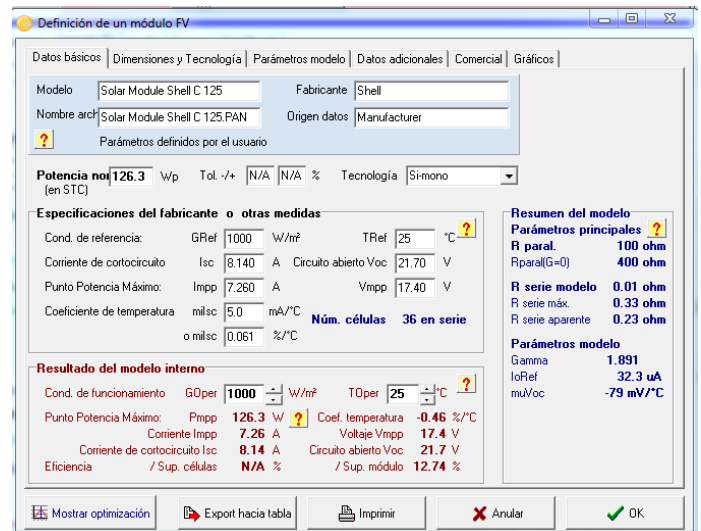 Definición de un módulo FV
Datos básicos Dimensiones y Tecnología Parámetros modelo Datos adicionales Comercial Gráficos
Modelo Solar Module Shell C 125 Fabricante Shell
Nombre arch Solar Module Shell C 125.PAN Origen datos Manufacturer
? Parámetros definidos por el usuario
Potencia no 126.3 Wp Tol. -/+ N/A N/A % Tecnología Si-mono
(en STC)
Especificaciones del fabricante o otras medidas ?
Cond. de referencia: GRef 1000 W/m² TRef 25 °C
Corriente de cortocircuito Isc 8.140 A Circuito abierto Voc 21.70 V
Punto Potencia Máximo: Impp 7.260 A Vmpp 17.40 V
Coeficiente de temperatura miIsc 5.0 mA/°C Núm. células 36 en serie
o miIsc 0.061 %/°C
Resumen del modelo
Parámetros principales ?
R paral. 100 ohm
Rparal(G=0) 400 ohm
R serie modelo 0.01 ohm
R serie máx. 0.33 ohm
R serie aparente 0.23 ohm
Parámetros modelo
Gamma 1.891
IoRef 32.3 uA
muVoc -79 mV/°C
Resultado del modelo interno
Cond. de funcionamiento GOper 1000 W/m² TOper 25 °C ?
Punto Potencia Máximo: Pmpp 126.3 W ? Coef. temperatura -0.46 %/°C
Corriente Impp 7.26 A Voltaje Vmpp 17.4 V
Corriente de cortocircuito Isc 8.14 A Circuito abierto Voc 21.7 V
Eficiencia / Sup. células N/A % / Sup. módulo 12.74 %
Mostrar optimización Export hacia tabla Imprimir Anular OK